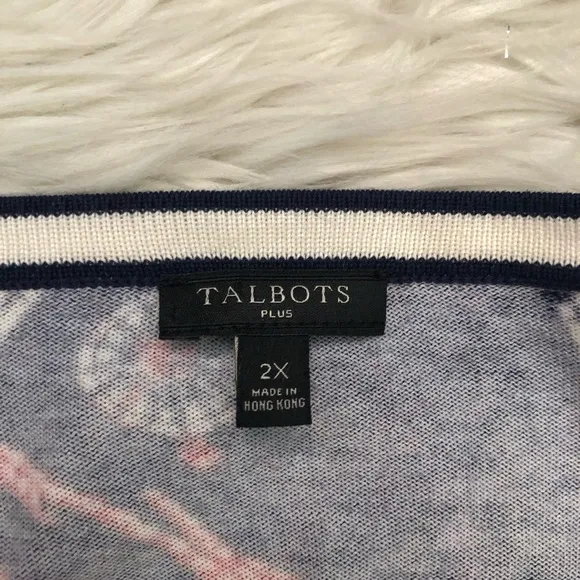 TALBOTS
PLUS
2X
MADE IN
HONG KONG